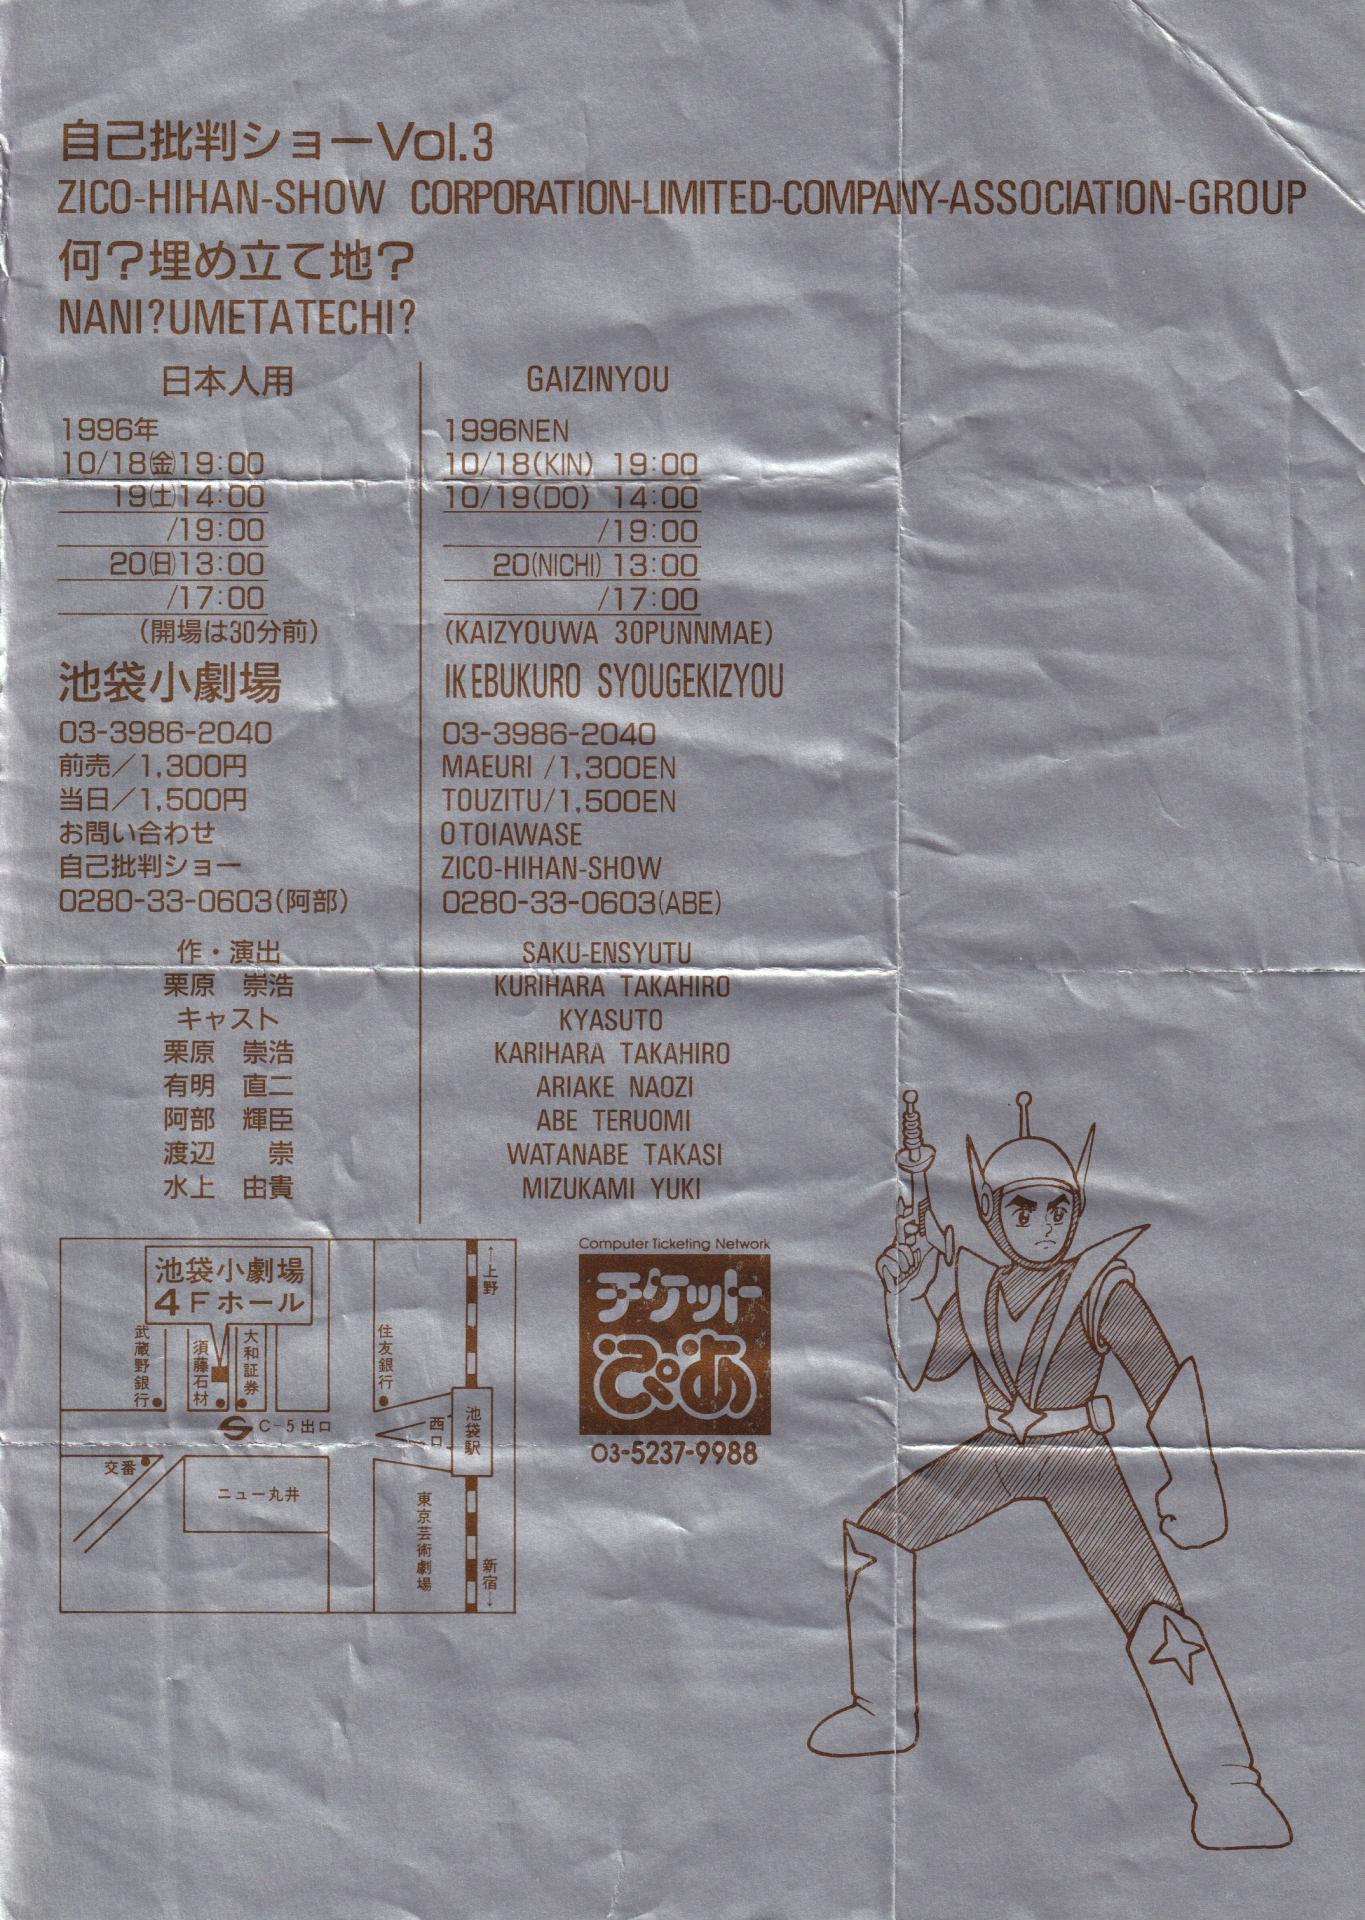 自己批判ショーVol.3
ZICO-HIHAN-SHOW CORPORATION-LIMITED-COMPANY-ASSOCIATION-GROUP
何?埋め立て地?
NANI?UMETATECHI?
日本人用
1996年
10/18㈮19:00
19㈯14:00
/19:00
20㈰13:00
/17:00
(開場は30分前)
池袋小劇場
03-3986-2040
前売/1,300円
当日/1,500円
お問い合わせ
自己批判ショー
0280-33-0603(阿部)
作・演出
栗原 崇浩
キャスト
栗原 崇浩
有明 直二
阿部 輝臣
渡辺 崇
水上 由貴
GAIZINYOU
1996NEN
10/18(KIN) 19:00
10/19(DO) 14:00
/19:00
20(NICHI) 13:00
/17:00
(KAIZYOUWA 30PUNNMAE)
IKEBUKURO SYOUGEKIZYOU
03-3986-2040
MAEURI /1,300EN
TOUZITU/1,500EN
OTOIAWASE
ZICO-HIHAN-SHOW
0280-33-0603(ABE)
SAKU-ENSYUTU
KURIHARA TAKAHIRO
KYASUTO
KARIHARA TAKAHIRO
ARIAKE NAOZI
ABE TERUOMI
WATANABE TAKASI
MIZUKAMI YUKI
池袋小劇場
4Fホール
武蔵野銀行
須藤石材
大和証券
住友銀行
←上野
C-5出口
西口
池袋駅
交番
ニュー丸井
東京芸術劇場
新宿→
Computer Ticketing Network
チケット
ぴあ
03-5237-9988